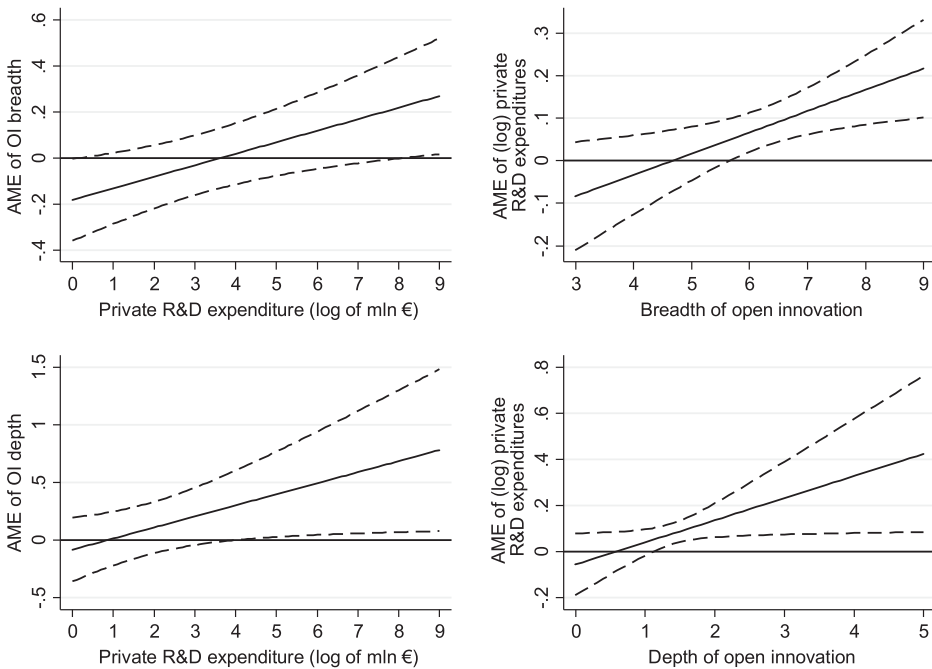 AME of OI breadth
.6
.4
.2
0
-.2
-.4
0 1 2 3 4 5 6 7 8 9
Private R&D expenditure (log of mln €)
AME of (log) private
R&D expenditures
.3
.2
.1
0
-.1
-.2
3 4 5 6 7 8 9
Breadth of open innovation
AME of OI depth
1.5
1
.5
0
-.5
0 1 2 3 4 5 6 7 8 9
Private R&D expenditure (log of mln €)
AME of (log) private
R&D expenditures
.8
.6
.4
.2
0
-.2
0 1 2 3 4 5
Depth of open innovation